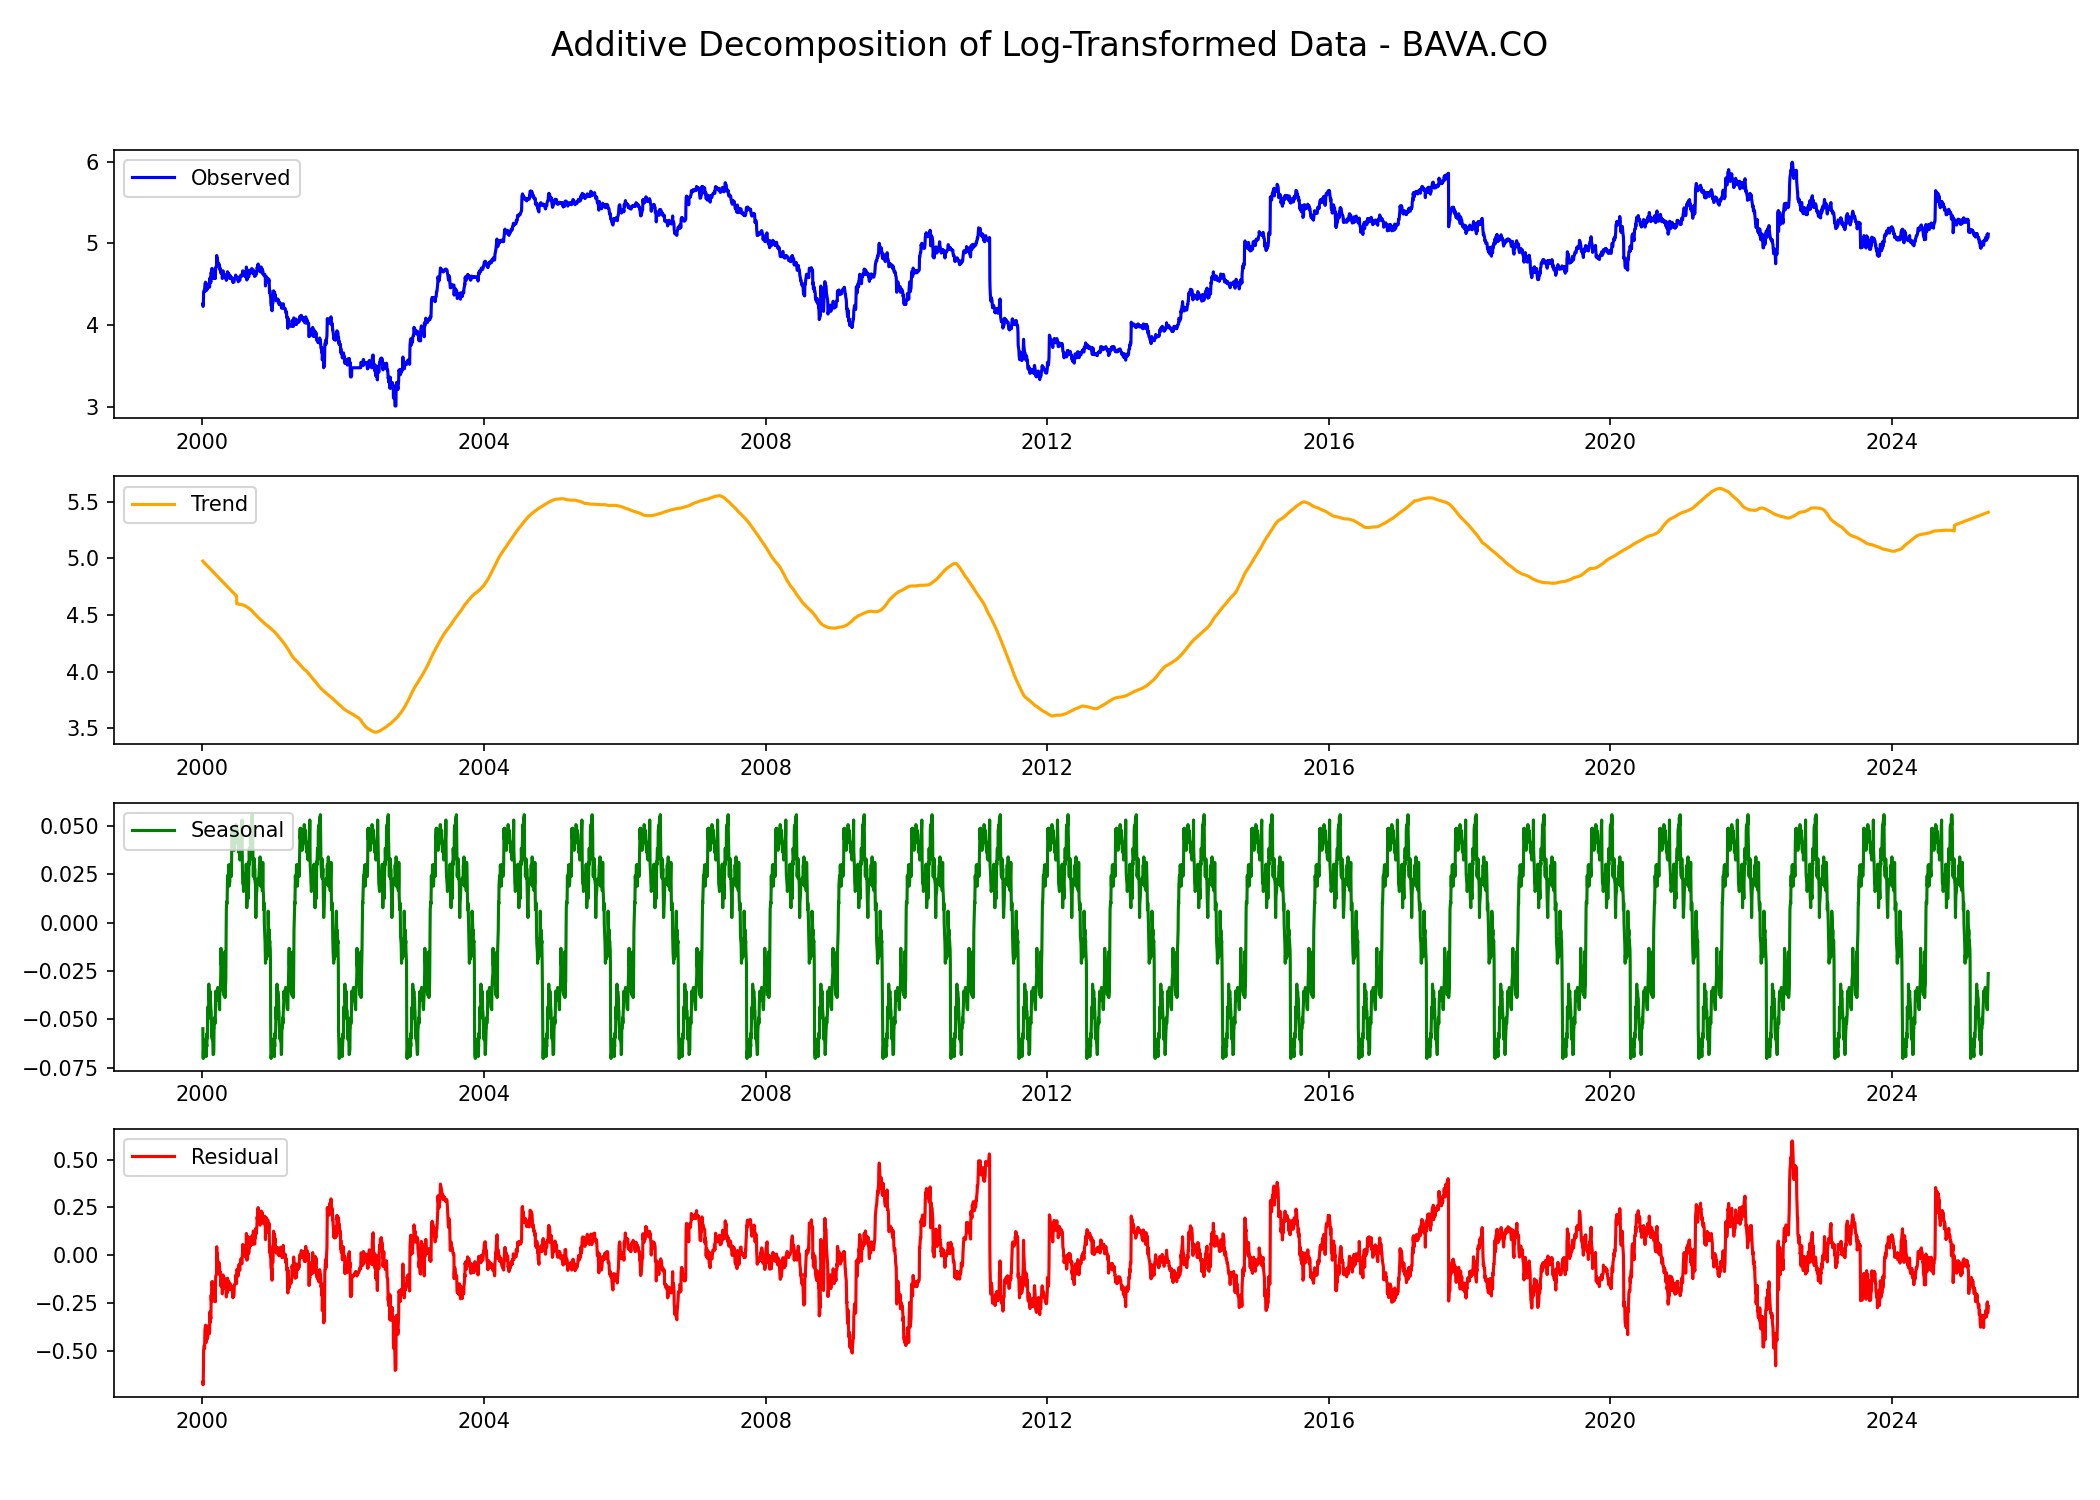 Additive Decomposition of Log-Transformed Data - BAVA.CO
6
5
4
3
Observed
2000 2004 2008 2012 2016 2020 2024
5.5
5.0
4.5
4.0
3.5
Trend
2000 2004 2008 2012 2016 2020 2024
0.050
0.025
0.000
−0.025
−0.050
−0.075
Seasonal
2000 2004 2008 2012 2016 2020 2024
0.50
0.25
0.00
−0.25
−0.50
Residual
2000 2004 2008 2012 2016 2020 2024